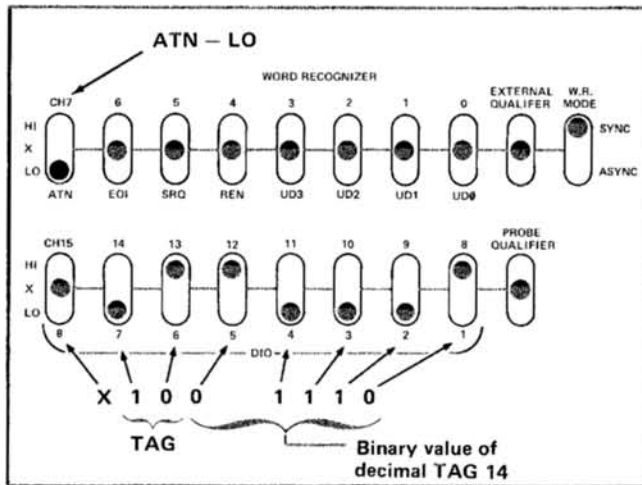 ATN – LO
WORD RECOGNIZER
CH7 6 5 4 3 2 1 0 EXTERNAL QUALIFER W.R. MODE
HI SYNC
X
LO ASYNC
ATN EOI SRQ REN UD3 UD2 UD1 UDØ
CH15 14 13 12 11 10 9 8 PROBE QUALIFIER
HI
X
LO
8 7 6 5 4 3 2 1
DIO
X 1 0 0 1 1 1 0
TAG
Binary value of
decimal TAG 14